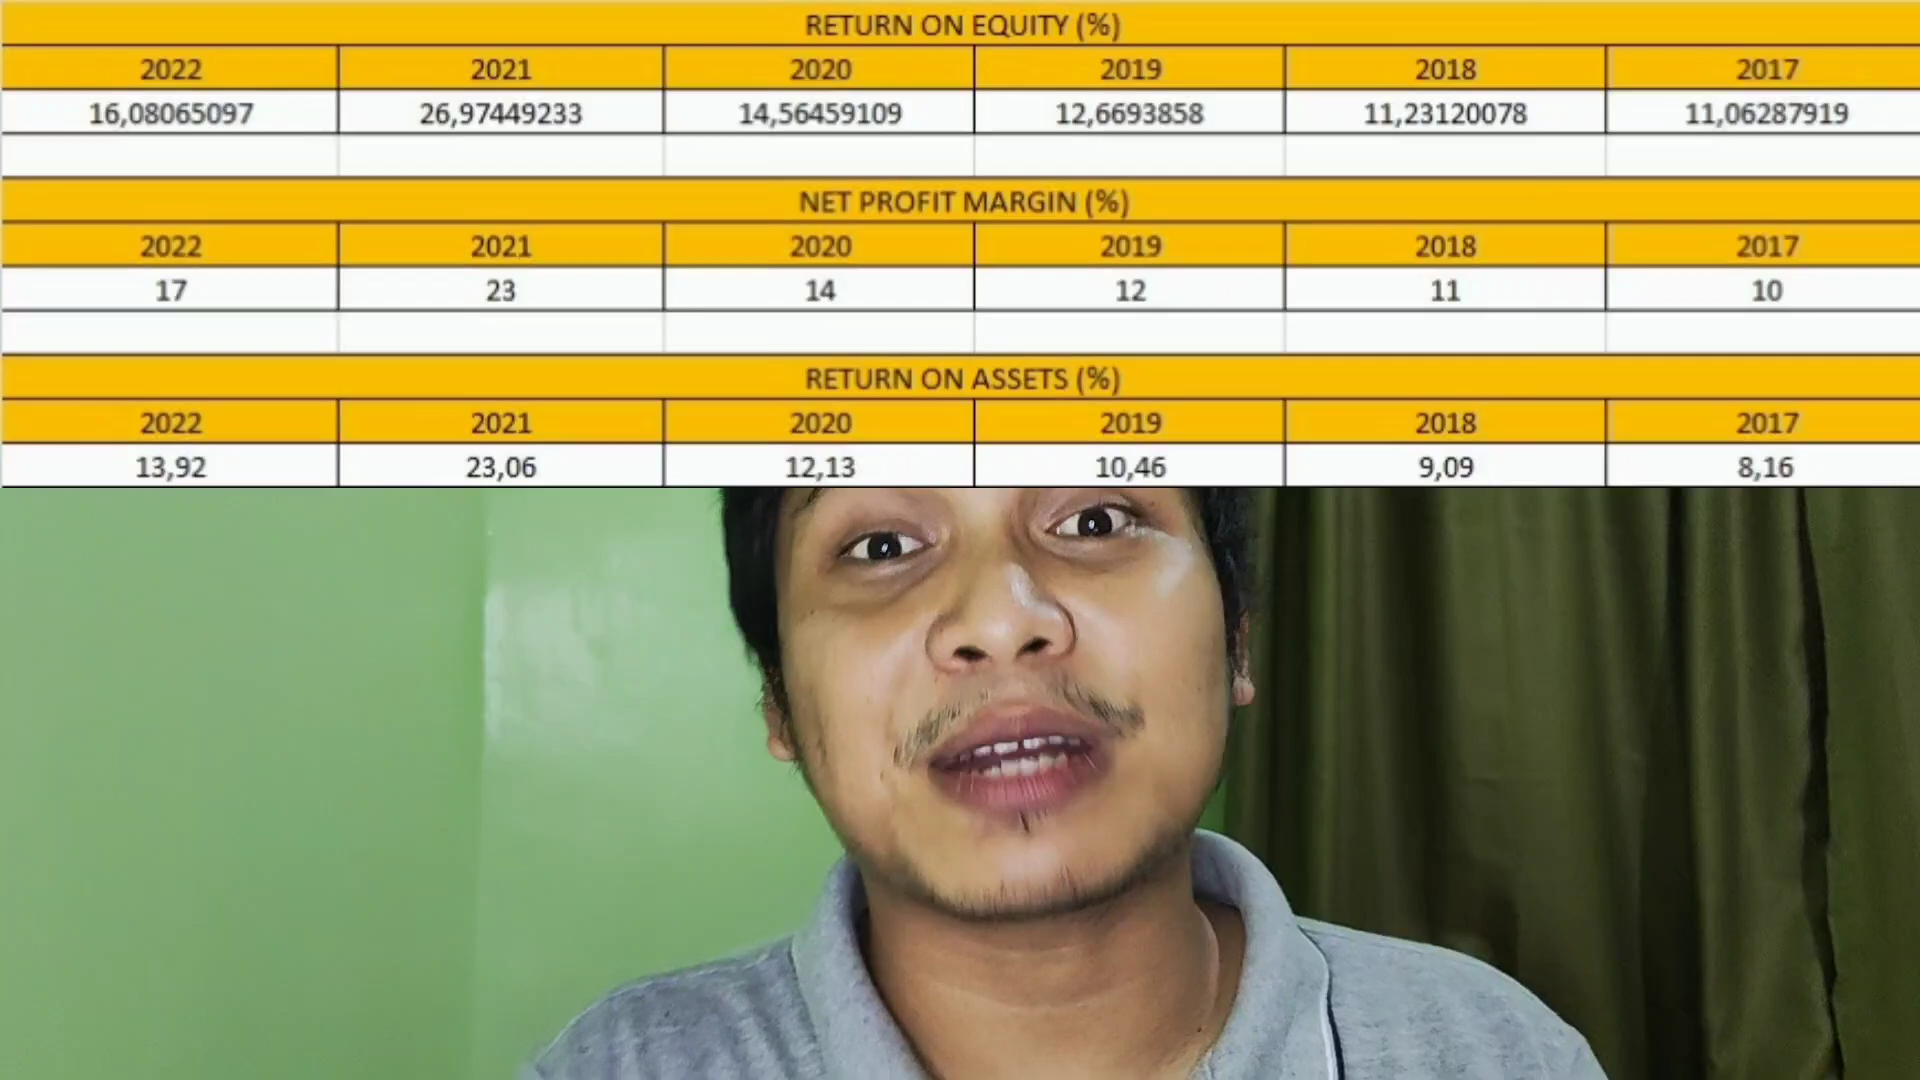 RETURN ON EQUITY (%)
2022 2021 2020 2019 2018 2017
16,08065097 26,97449233 14,56459109 12,6693858 11,23120078 11,06287919
NET PROFIT MARGIN (%)
2022 2021 2020 2019 2018 2017
17 23 14 12 11 10
RETURN ON ASSETS (%)
2022 2021 2020 2019 2018 2017
13,92 23,06 12,13 10,46 9,09 8,16